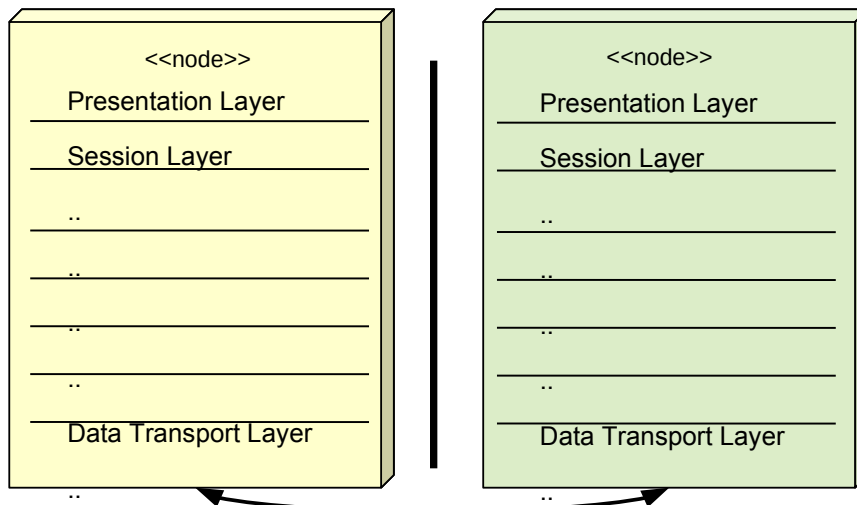 <<node>>
Presentation Layer
Session Layer
..
..
..
..
Data Transport Layer
..
<<node>>
Presentation Layer
Session Layer
..
..
..
..
Data Transport Layer
..